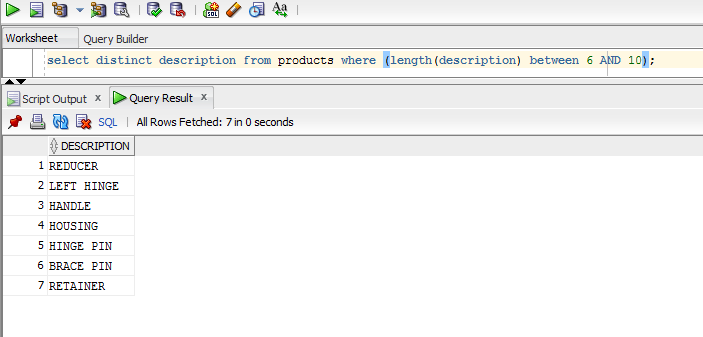 SQL
Aa
Worksheet Query Builder
select distinct description from products where (length(description) between 6 AND 10);
Script Output x Query Result x
SQL All Rows Fetched: 7 in 0 seconds
DESCRIPTION
1 REDUCER
2 LEFT HINGE
3 HANDLE
4 HOUSING
5 HINGE PIN
6 BRACE PIN
7 RETAINER